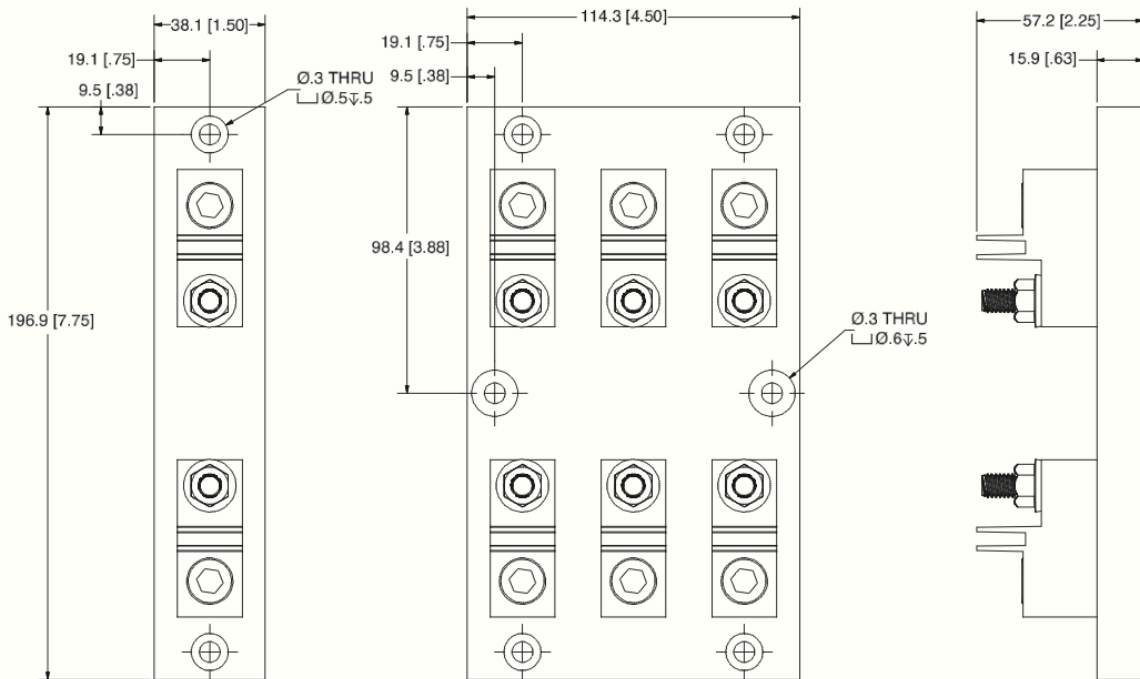 38.1 [1.50]
19.1 [.75]
9.5 [.38]
Ø.3 THRU
⌴Ø.5↧.5
196.9 [7.75]
114.3 [4.50]
19.1 [.75]
9.5 [.38]
98.4 [3.88]
Ø.3 THRU
⌴Ø.6↧.5
57.2 [2.25]
15.9 [.63]